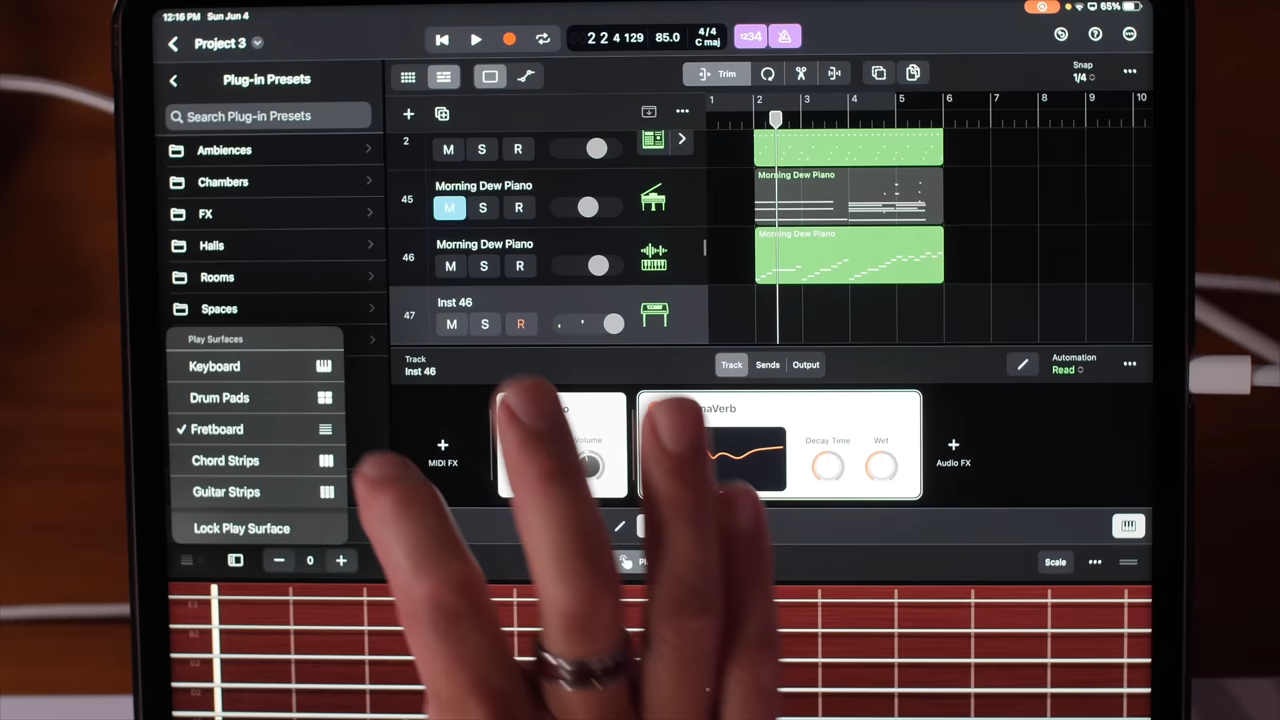 12:16 PM Sun Jun 4
65%
Project 3
2 2 4 129
85.0
4/4
C maj
1234
Plug-in Presets
Search Plug-in Presets
Ambiences
Chambers
FX
Halls
Rooms
Spaces
Play Surfaces
Keyboard
Drum Pads
Fretboard
Chord Strips
Guitar Strips
Lock Play Surface
Trim
Snap
1/4
1 2 3 4 5 6 7 8 9 10
2
M S R
45
Morning Dew Piano
M S R
46
Morning Dew Piano
M S R
47
Inst 46
M S R
Morning Dew Piano
Morning Dew Piano
Track
Inst 46
Track
Sends
Output
Automation
Read
MIDI FX
Volume
Decay Time
Wet
Audio FX
0
Scale
B2
D2
D2